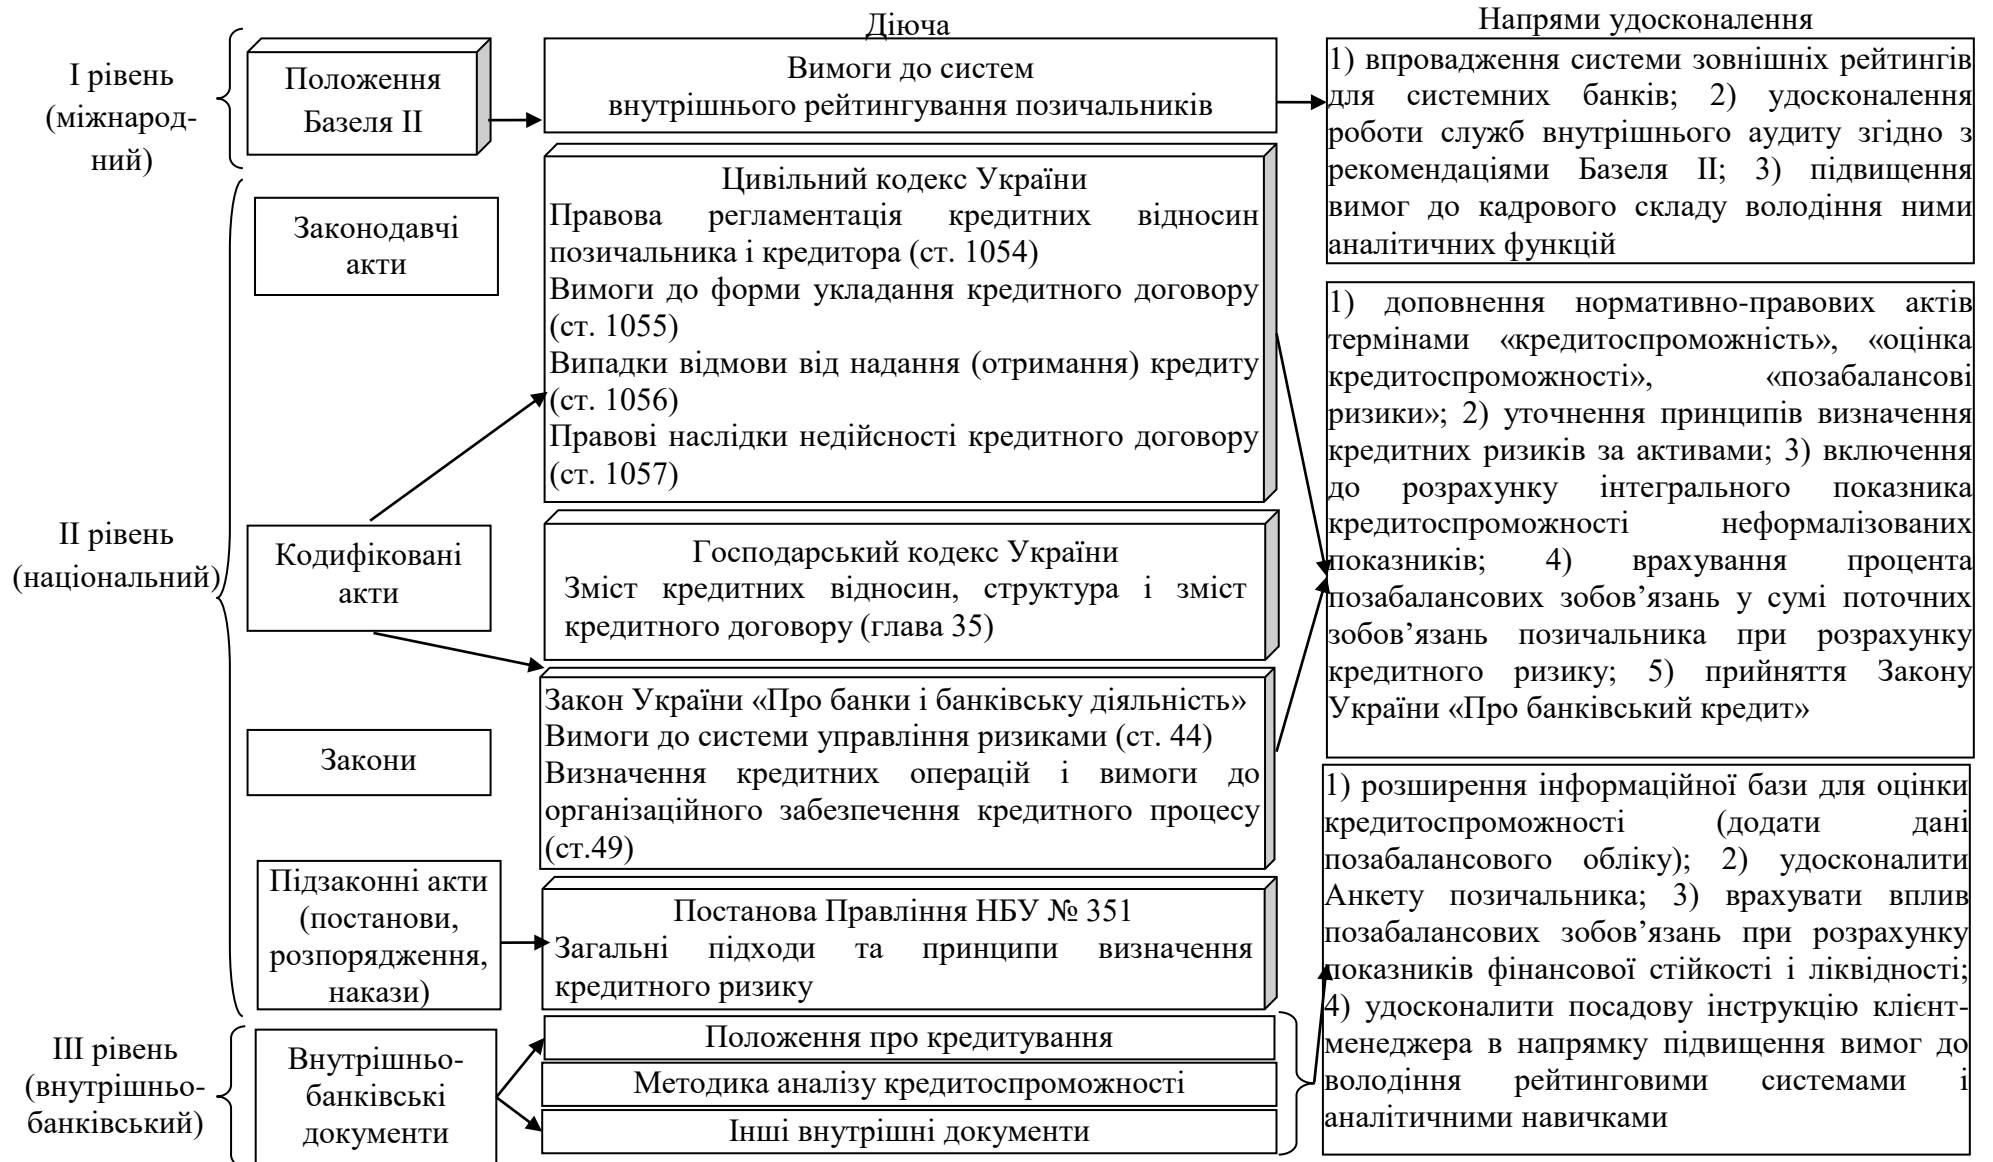 Діюча
Напрями удосконалення
І рівень
(міжнарод-
ний)
Положення
Базеля ІІ
Вимоги до систем
внутрішнього рейтингування позичальників
1) впровадження системи зовнішніх рейтингів
для системних банків; 2) удосконалення
роботи служб внутрішнього аудиту згідно з
рекомендаціями Базеля ІІ; 3) підвищення
вимог до кадрового складу володіння ними
аналітичних функцій
ІІ рівень
(національний)
Законодавчі
акти
Цивільний кодекс України
Правова регламентація кредитних відносин
позичальника і кредитора (ст. 1054)
Вимоги до форми укладання кредитного договору
(ст. 1055)
Випадки відмови від надання (отримання) кредиту
(ст. 1056)
Правові наслідки недійсності кредитного договору
(ст. 1057)
Кодифіковані
акти
Господарський кодекс України
Зміст кредитних відносин, структура і зміст
кредитного договору (глава 35)
Закони
Закон України «Про банки і банківську діяльність»
Вимоги до системи управління ризиками (ст. 44)
Визначення кредитних операцій і вимоги до
організаційного забезпечення кредитного процесу
(ст.49)
Підзаконні акти
(постанови,
розпорядження,
накази)
Постанова Правління НБУ № 351
Загальні підходи та принципи визначення
кредитного ризику
1) доповнення нормативно-правових актів
термінами «кредитоспроможність», «оцінка
кредитоспроможності», «позабалансові
ризики»; 2) уточнення принципів визначення
кредитних ризиків за активами; 3) включення
до розрахунку інтегрального показника
кредитоспроможності неформалізованих
показників; 4) врахування процента
позабалансових зобов’язань у сумі поточних
зобов’язань позичальника при розрахунку
кредитного ризику; 5) прийняття Закону
України «Про банківський кредит»
ІІІ рівень
(внутрішньо-
банківський)
Внутрішньо-
банківські
документи
Положення про кредитування
Методика аналізу кредитоспроможності
Інші внутрішні документи
1) розширення інформаційної бази для оцінки
кредитоспроможності (додати дані
позабалансового обліку); 2) удосконалити
Анкету позичальника; 3) врахувати вплив
позабалансових зобов’язань при розрахунку
показників фінансової стійкості і ліквідності;
4) удосконалити посадову інструкцію клієнт-
менеджера в напрямку підвищення вимог до
володіння рейтинговими системами і
аналітичними навичками